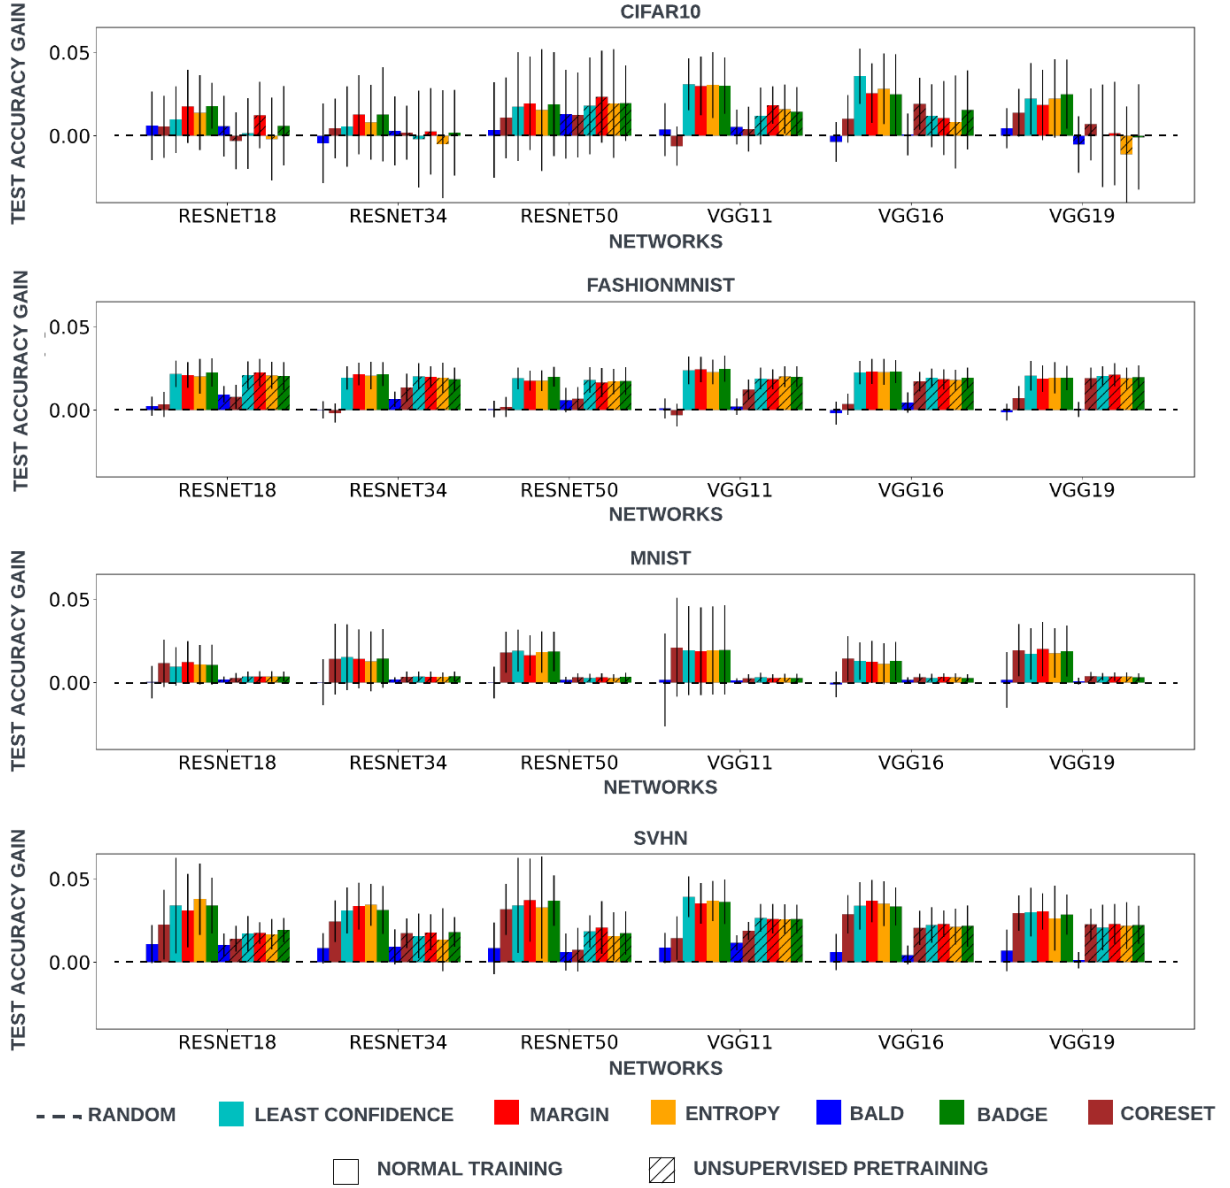 CIFAR10
TEST ACCURACY GAIN
0.05
0.00
RESNET18 RESNET34 RESNET50 VGG11 VGG16 VGG19
NETWORKS
FASHIONMNIST
TEST ACCURACY GAIN
0.05
0.00
RESNET18 RESNET34 RESNET50 VGG11 VGG16 VGG19
NETWORKS
MNIST
TEST ACCURACY GAIN
0.05
0.00
RESNET18 RESNET34 RESNET50 VGG11 VGG16 VGG19
NETWORKS
SVHN
TEST ACCURACY GAIN
0.05
0.00
RESNET18 RESNET34 RESNET50 VGG11 VGG16 VGG19
NETWORKS
RANDOM LEAST CONFIDENCE MARGIN ENTROPY BALD BADGE CORESET
NORMAL TRAINING UNSUPERVISED PRETRAINING